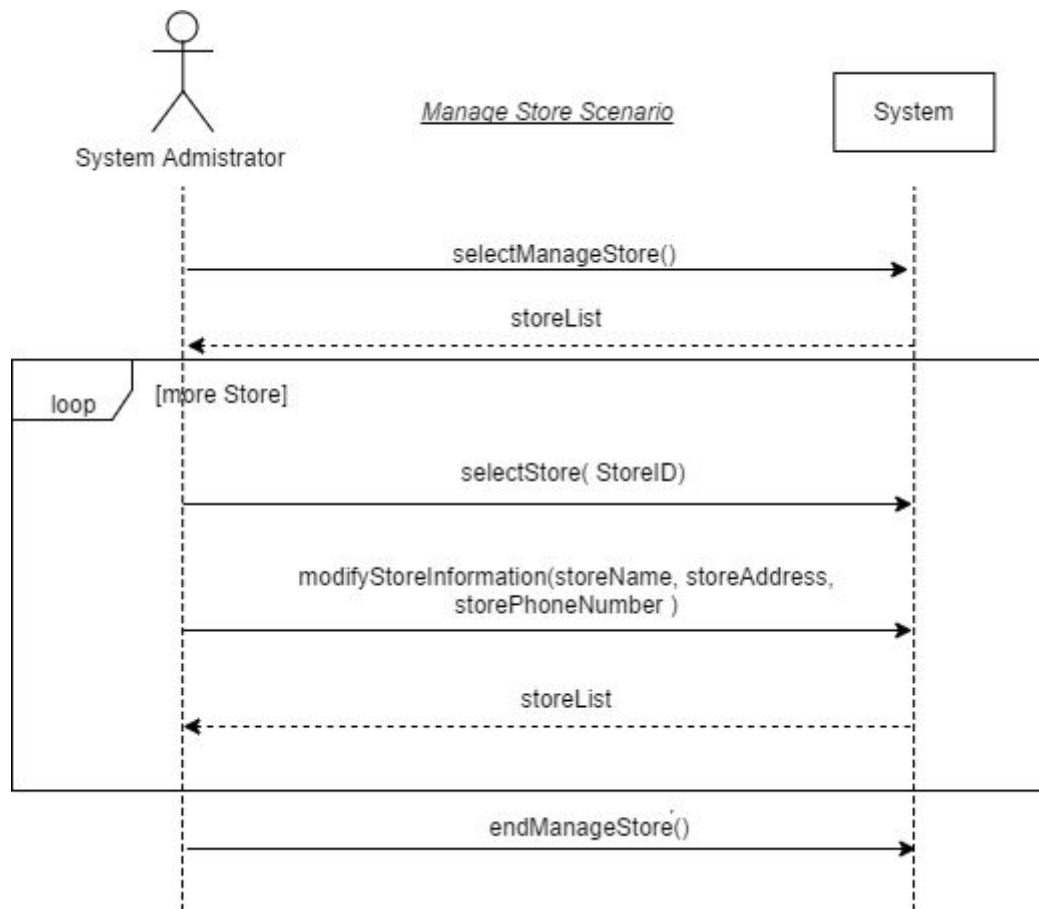 Manage Store Scenario
System
System Admistrator
selectManageStore()
storeList
loop
[more Store]
selectStore( StoreID)
modifyStoreInformation(storeName, storeAddress,
storePhoneNumber )
storeList
endManageStore()